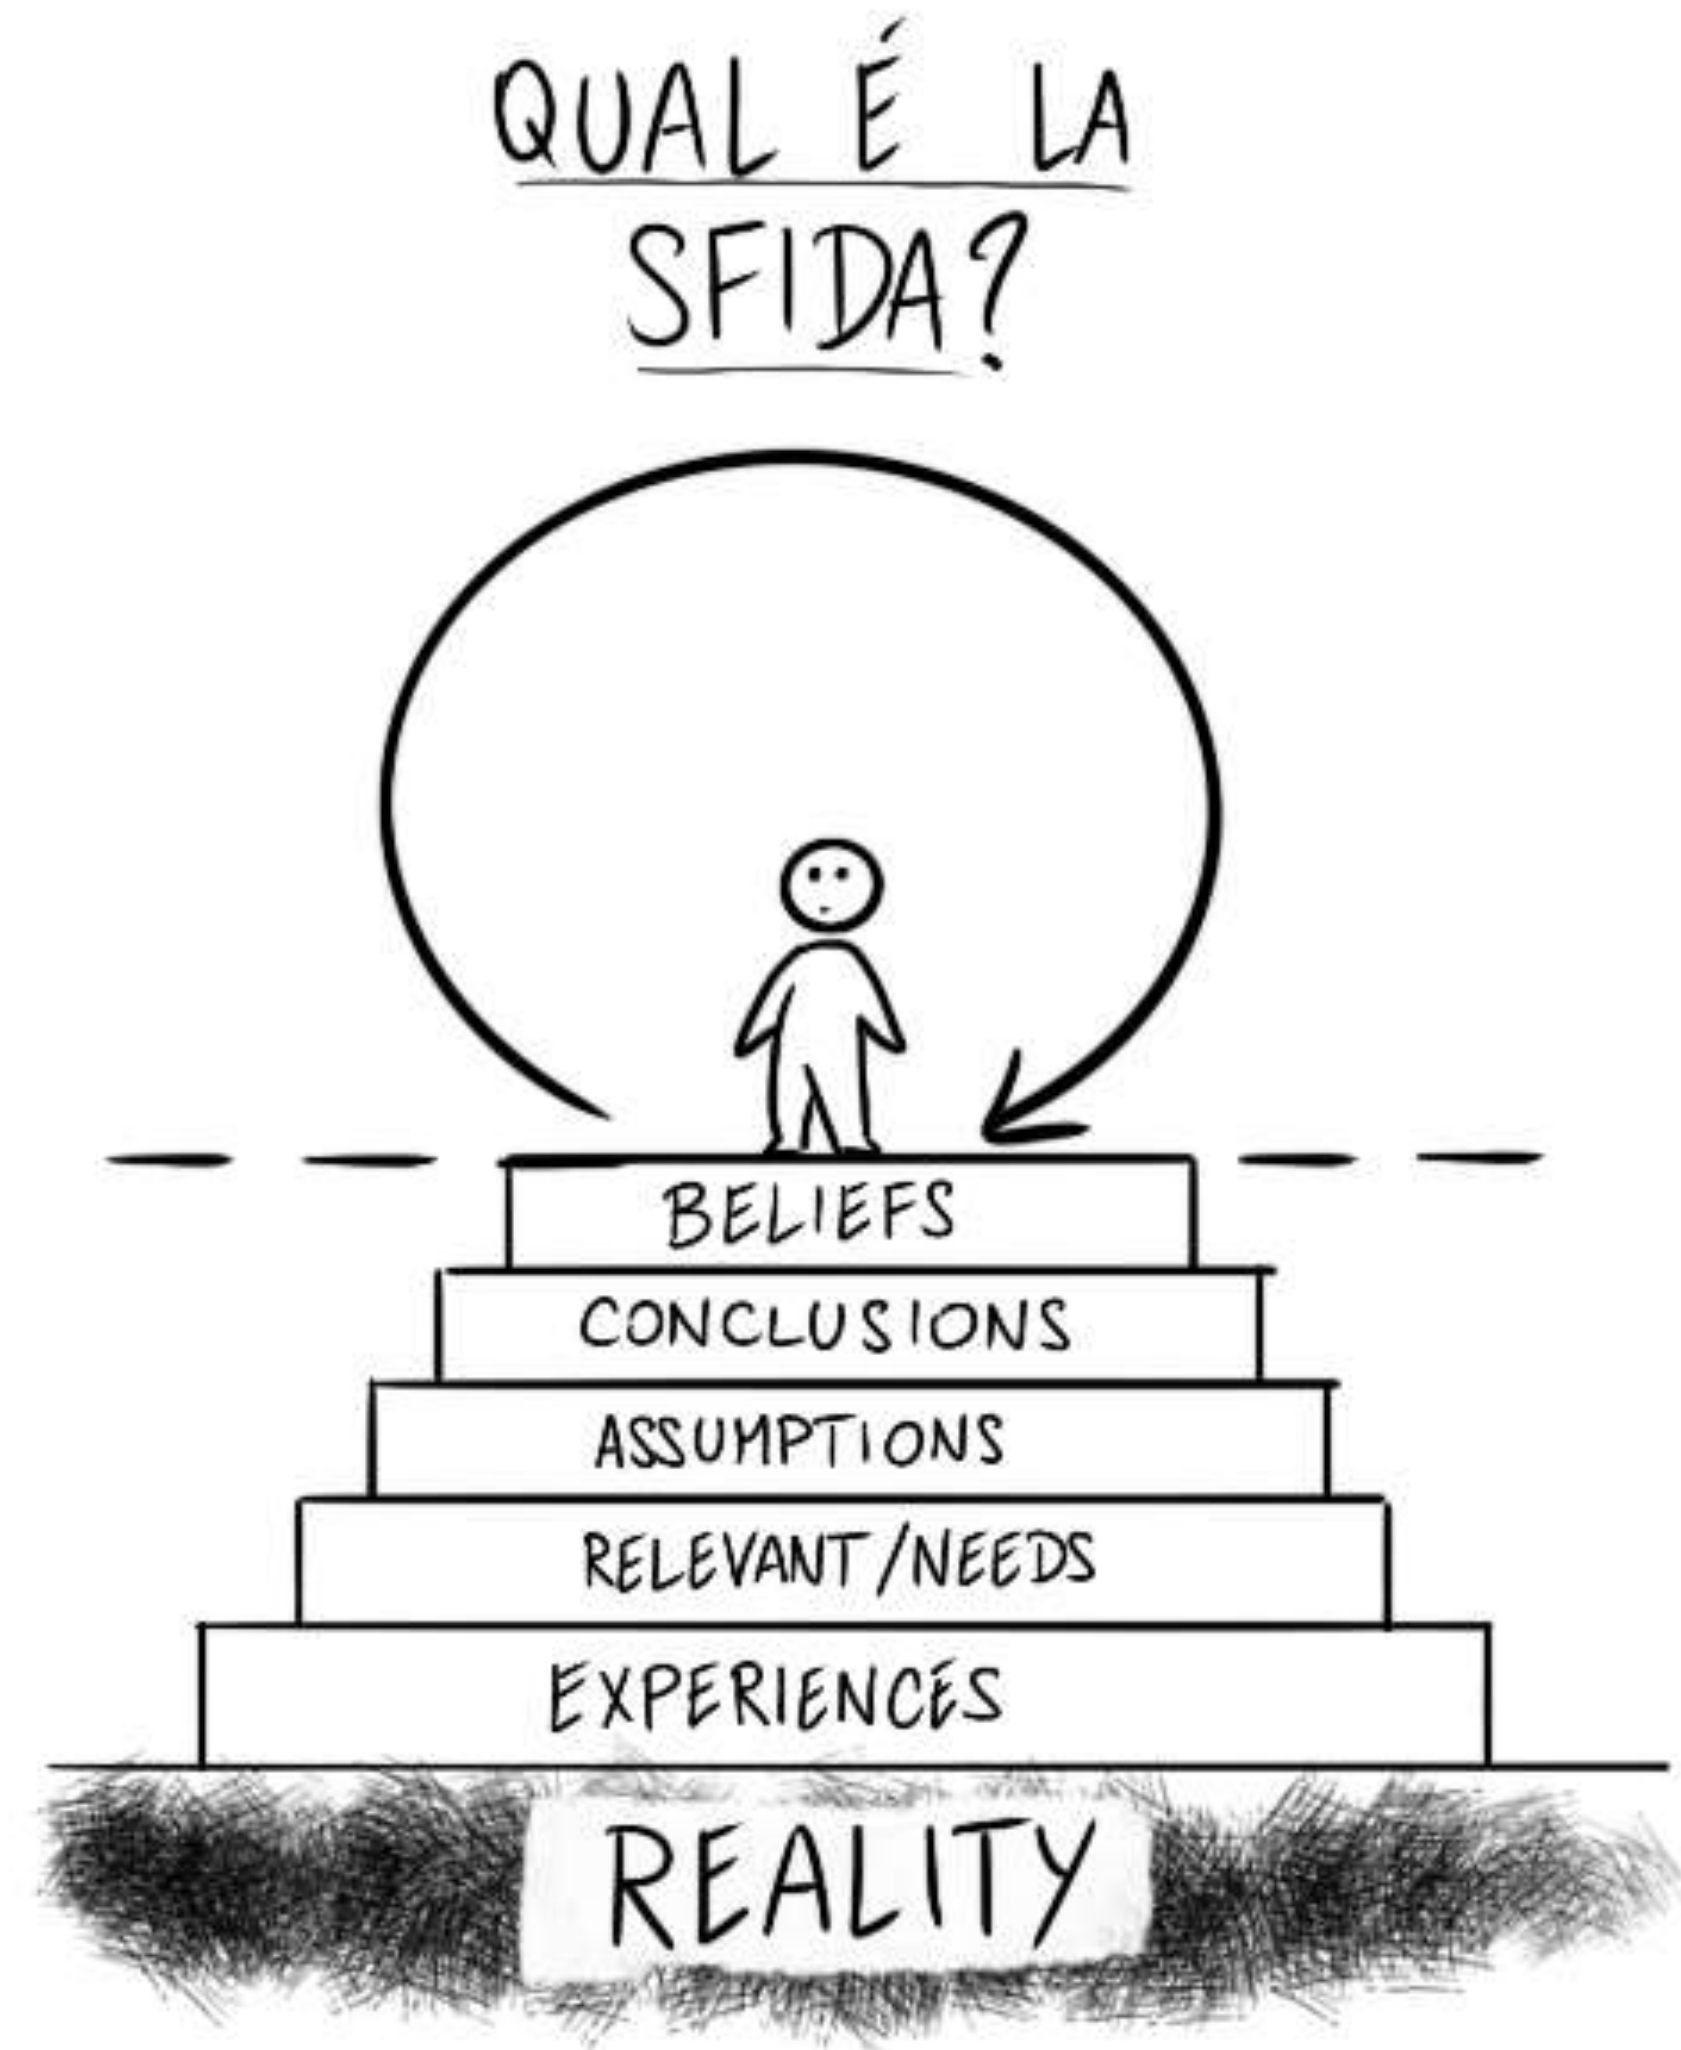 QUAL É LA
SFIDA?
BELIEFS
CONCLUSIONS
ASSUMPTIONS
RELEVANT/NEEDS
EXPERIENCES
REALITY